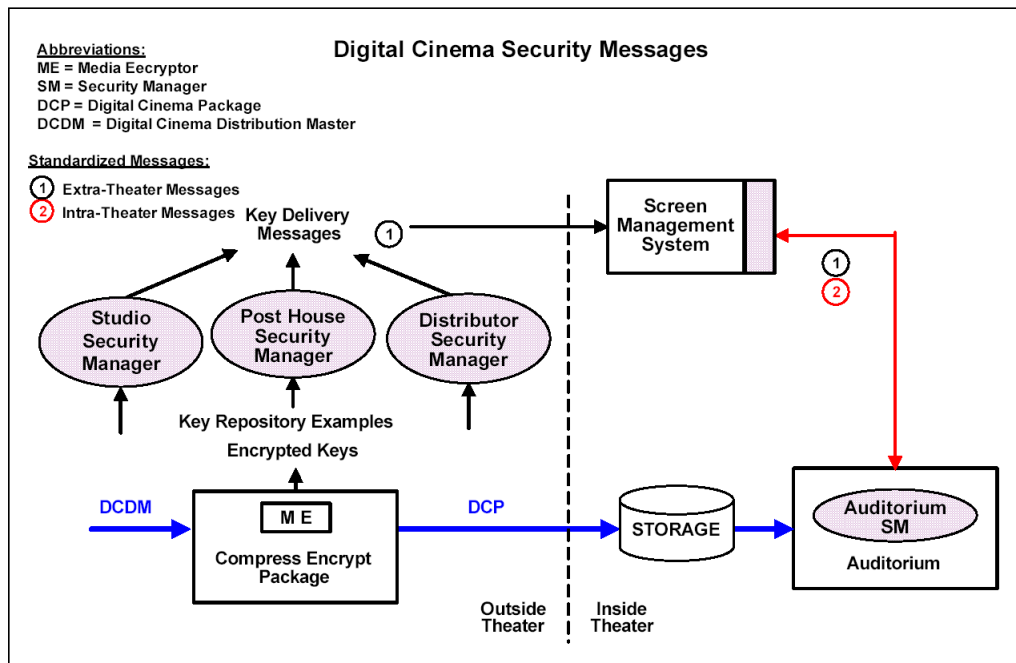 Digital Cinema Security Messages
Abbreviations:
ME = Media Eecryptor
SM = Security Manager
DCP = Digital Cinema Package
DCDM = Digital Cinema Distribution Master
Standardized Messages:
1 Extra-Theater Messages
2 Intra-Theater Messages
Key Delivery
Messages
1
Screen
Management
System
1
2
Studio
Security
Manager
Post House
Security
Manager
Distributor
Security
Manager
Key Repository Examples
Encrypted Keys
DCDM
M E
Compress Encrypt
Package
DCP
STORAGE
Auditorium
SM
Auditorium
Outside
Theater
Inside
Theater